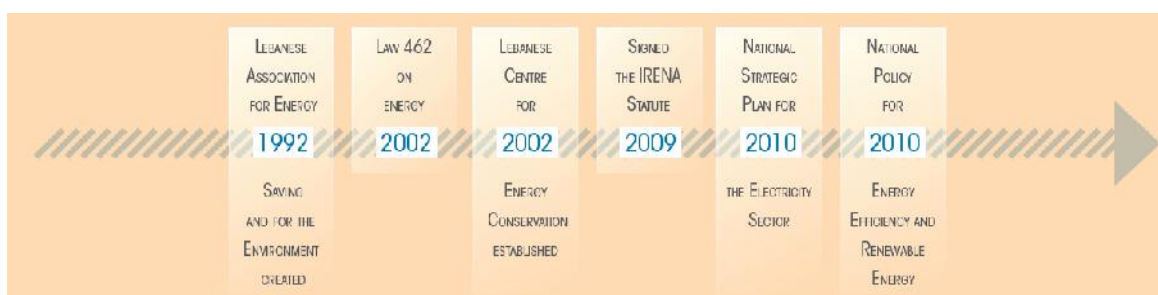 Lebanese
Association
for Energy
1992
Saving
and for the
Environment
created
Law 462
on
energy
2002
Lebanese
Centre
for
2002
Energy
Conservation
established
Signed
the IRENA
Statute
2009
National
Strategic
Plan for
2010
the Electricity
Sector
National
Policy
for
2010
Energy
Efficiency and
Renewable
Energy